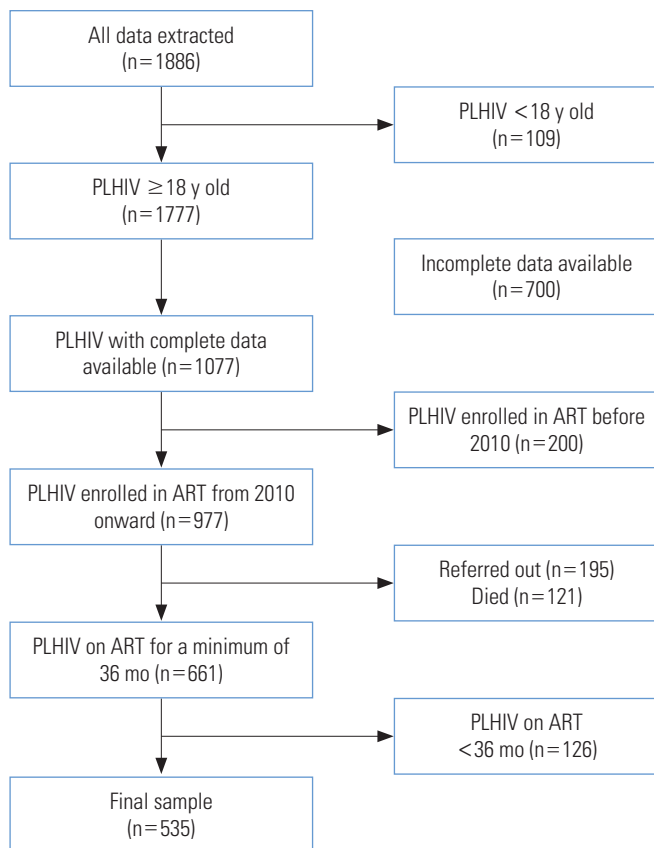 All data extracted
(n=1886)
PLHIV <18 y old
(n=109)
PLHIV ≥18 y old
(n=1777)
Incomplete data available
(n=700)
PLHIV with complete data
available (n=1077)
PLHIV enrolled in ART before
2010 (n=200)
PLHIV enrolled in ART from 2010
onward (n=977)
Referred out (n=195)
Died (n=121)
PLHIV on ART for a minimum of
36 mo (n=661)
PLHIV on ART
<36 mo (n=126)
Final sample
(n=535)